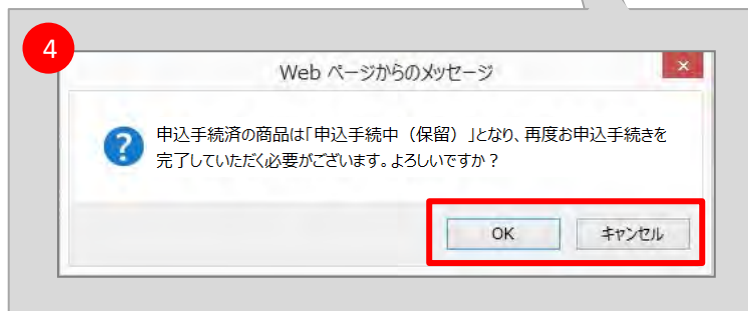 4
Web ページからのメッセージ
×
?
申込手続済の商品は「申込手続中（保留）」となり、再度お申込手続きを
完了していただく必要がございます。よろしいですか？
OK キャンセル